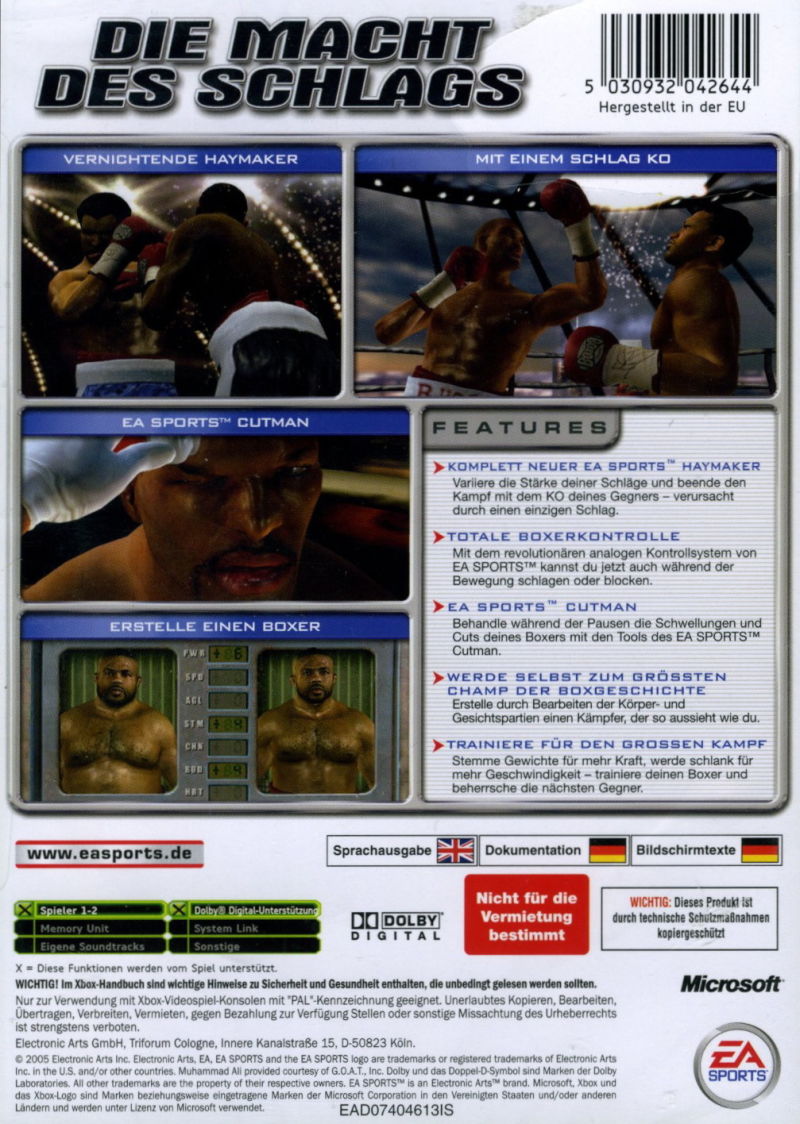 DIE MACHT
DES SCHLAGS
5 030932 042644
Hergestellt in der EU
VERNICHTENDE HAYMAKER
MIT EINEM SCHLAG KO
EA SPORTS™ CUTMAN
FEATURES
KOMPLETT NEUER EA SPORTS™ HAYMAKER
Variiere die Stärke deiner Schläge und beende den
Kampf mit dem KO deines Gegners – verursacht
durch einen einzigen Schlag.
TOTALE BOXERKONTROLLE
Mit dem revolutionären analogen Kontrollsystem von
EA SPORTS™ kannst du jetzt auch während der
Bewegung schlagen oder blocken.
EA SPORTS™ CUTMAN
Behandle während der Pausen die Schwellungen und
Cuts deines Boxers mit den Tools des EA SPORTS™
Cutman.
WERDE SELBST ZUM GRÖSSTEN
CHAMP DER BOXGESCHICHTE
Erstelle durch Bearbeiten der Körper- und
Gesichtspartien einen Kämpfer, der so aussieht wie du.
TRAINIERE FÜR DEN GROSSEN KAMPF
Stemme Gewichte für mehr Kraft, werde schlank für
mehr Geschwindigkeit – trainiere deinen Boxer und
beherrsche die nächsten Gegner.
ERSTELLE EINEN BOXER
PWR
SPD
AGL
STM
CHN
BOD
HRT
www.easports.de
Sprachausgabe
Dokumentation
Bildschirmtexte
X Spieler 1-2
Memory Unit
Eigene Soundtracks
X Dolby® Digital-Unterstützung
System Link
Sonstige
DOLBY
DIGITAL
Nicht für die
Vermietung
bestimmt
WICHTIG: Dieses Produkt ist
durch technische Schutzmaßnahmen
kopiergeschützt
X = Diese Funktionen werden vom Spiel unterstützt.
WICHTIG! Im Xbox-Handbuch sind wichtige Hinweise zu Sicherheit und Gesundheit enthalten, die unbedingt gelesen werden sollten.
Nur zur Verwendung mit Xbox-Videospiel-Konsolen mit "PAL"-Kennzeichnung geeignet. Unerlaubtes Kopieren, Bearbeiten,
Übertragen, Verbreiten, Vermieten, gegen Bezahlung zur Verfügung Stellen oder sonstige Missachtung des Urheberrechts
ist strengstens verboten.
Microsoft
Electronic Arts GmbH, Triforum Cologne, Innere Kanalstraße 15, D-50823 Köln.
© 2005 Electronic Arts Inc. Electronic Arts, EA, EA SPORTS and the EA SPORTS logo are trademarks or registered trademarks of Electronic Arts
Inc. in the U.S. and/or other countries. Muhammad Ali provided courtesy of G.O.A.T., Inc. Dolby und das Doppel-D-Symbol sind Marken der Dolby
Laboratories. All other trademarks are the property of their respective owners. EA SPORTS™ is an Electronic Arts™ brand. Microsoft, Xbox und
das Xbox-Logo sind Marken beziehungsweise eingetragene Marken der Microsoft Corporation in den Vereinigten Staaten und/oder anderen
Ländern und werden unter Lizenz von Microsoft verwendet.
EAD07404613IS
EA
SPORTS™